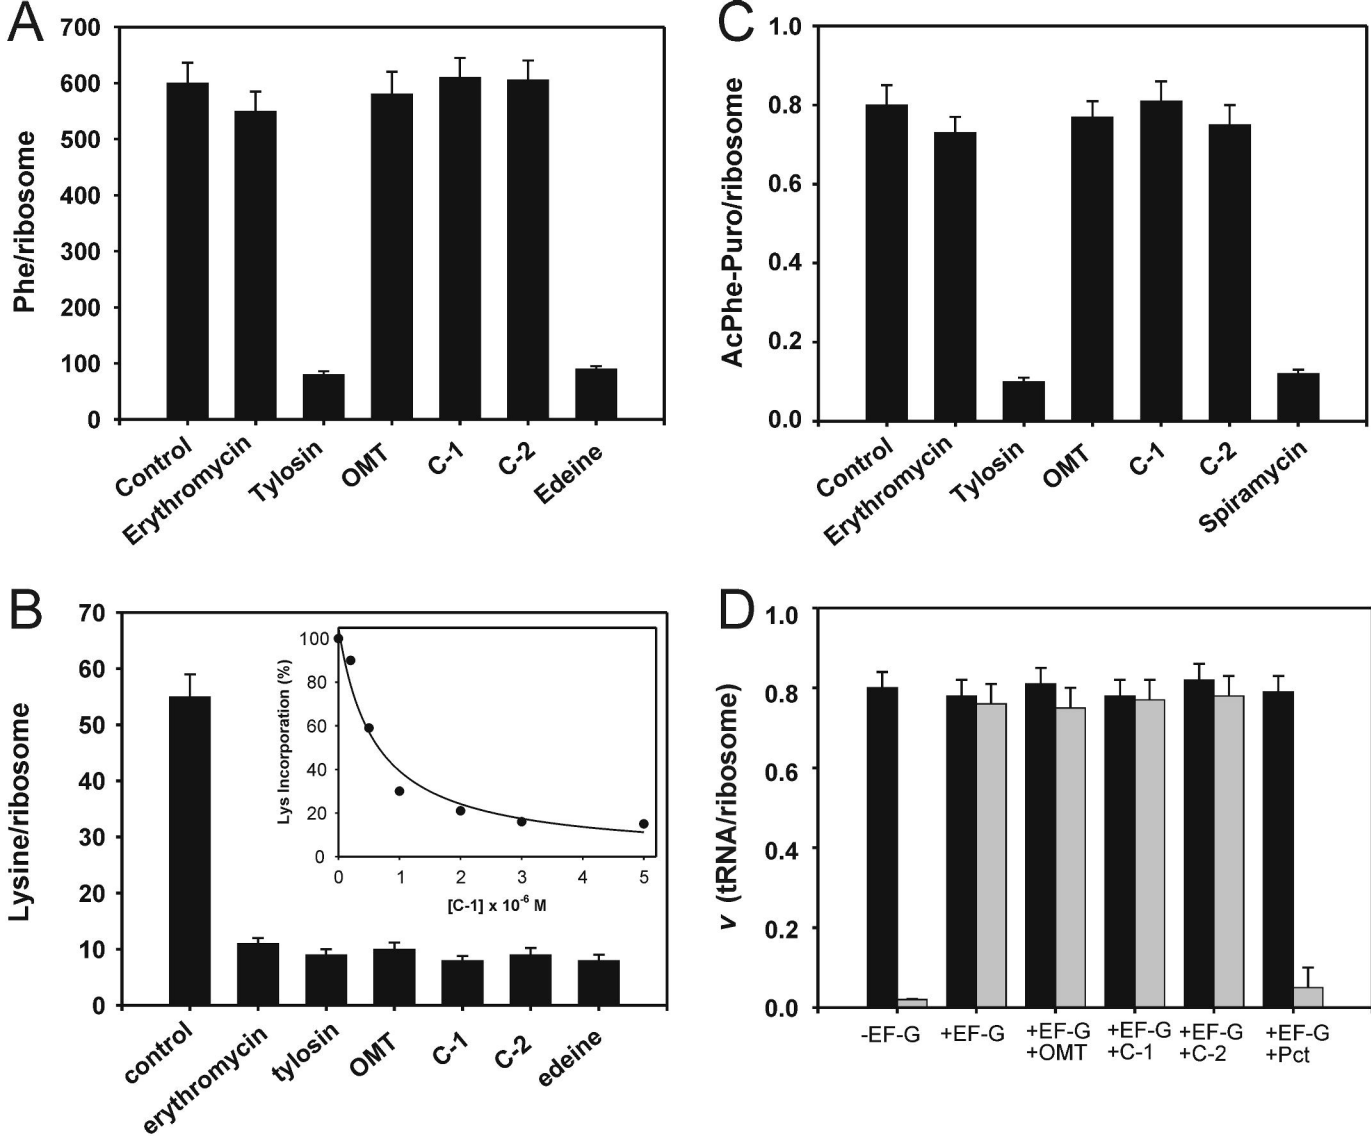 A
700
600
500
400
300
200
100
0
Phe/ribosome
Control
Erythromycin
Tylosin
OMT
C-1
C-2
Edeine
C
1.0
0.8
0.6
0.4
0.2
0.0
AcPhe-Puro/ribosome
Control
Erythromycin
Tylosin
OMT
C-1
C-2
Spiramycin
B
70
60
50
40
30
20
10
0
Lysine/ribosome
control
erythromycin
tylosin
OMT
C-1
C-2
edeine
100
80
60
40
20
0
Lys Incorporation (%)
0 1 2 3 4 5
[C-1] x 10⁻⁶ M
D
1.0
0.8
0.6
0.4
0.2
0.0
v (tRNA/ribosome)
-EF-G
+EF-G
+EF-G
+OMT
+EF-G
+C-1
+EF-G
+C-2
+EF-G
+Pct